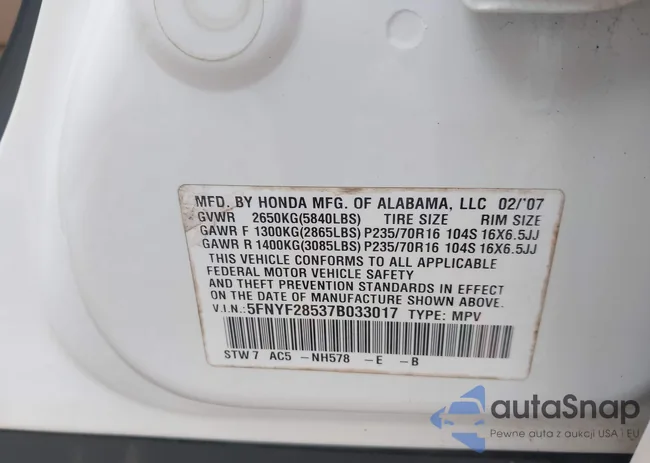 MFD. BY HONDA MFG. OF ALABAMA, LLC 02/'07
GVWR 2650KG(5840LBS) TIRE SIZE RIM SIZE
GAWR F 1300KG(2865LBS) P235/70R16 104S 16X6.5JJ
GAWR R 1400KG(3085LBS) P235/70R16 104S 16X6.5JJ
THIS VEHICLE CONFORMS TO ALL APPLICABLE
FEDERAL MOTOR VEHICLE SAFETY
AND THEFT PREVENTION STANDARDS IN EFFECT
ON THE DATE OF MANUFACTURE SHOWN ABOVE.
V.I.N.: 5FNYF28537B033017 TYPE: MPV
STW7 AC5 -NH578 -E -B
autaSnap
Pewne auta z aukcji USA i EU